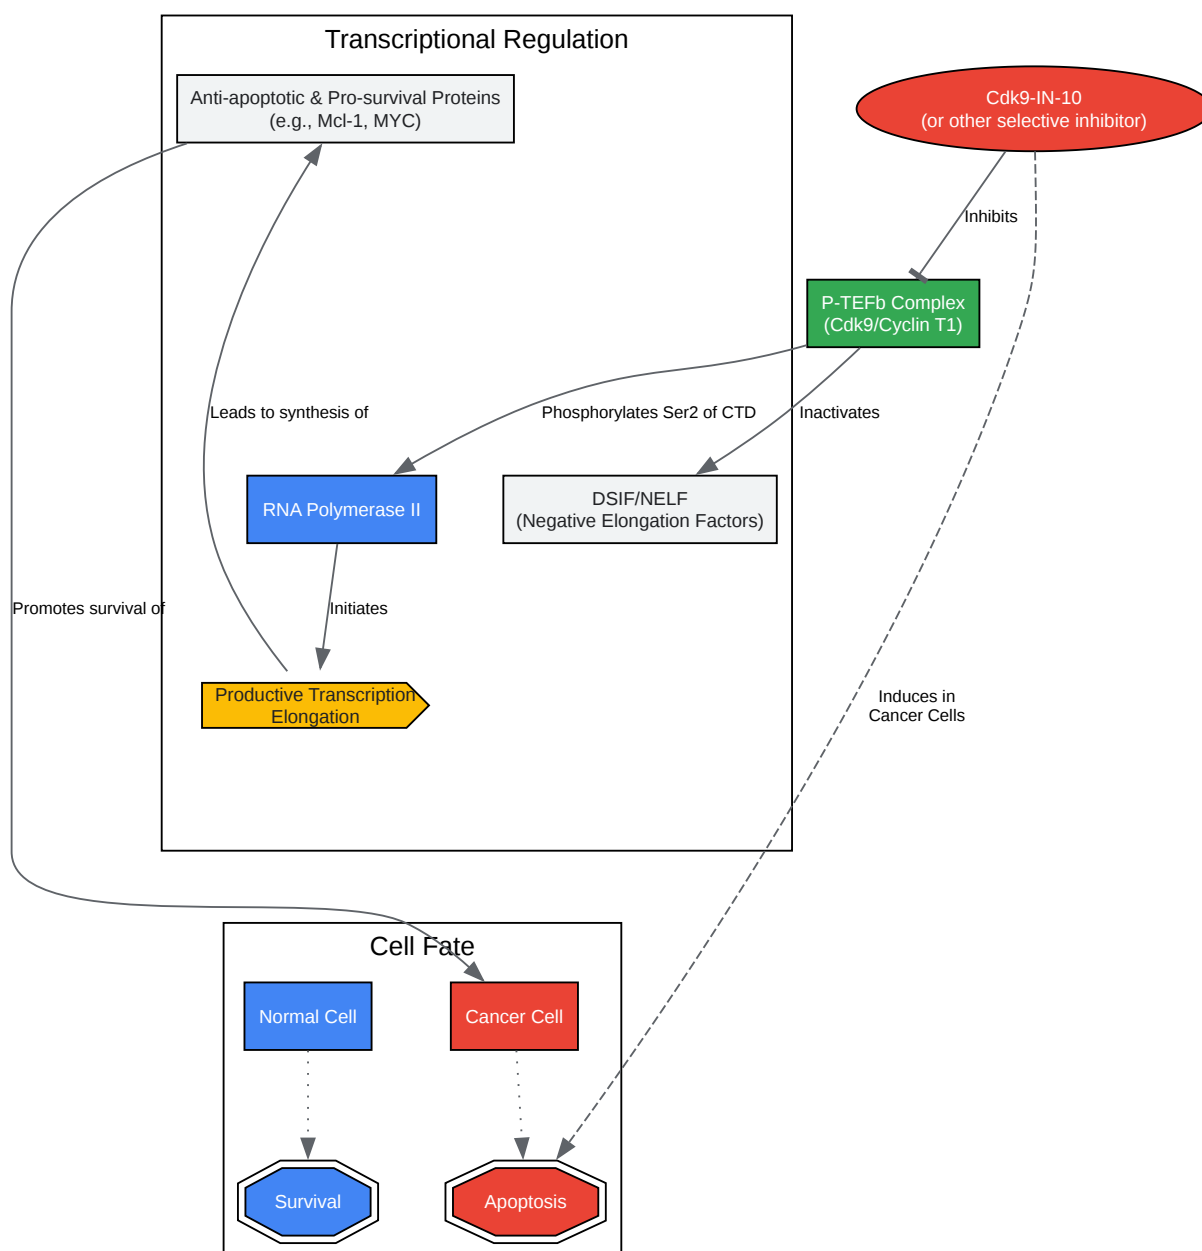 Transcriptional Regulation
Anti-apoptotic & Pro-survival Proteins
(e.g., Mcl-1, MYC)
Cdk9-IN-10
(or other selective inhibitor)
Inhibits
P-TEFb Complex
(Cdk9/Cyclin T1)
Leads to synthesis of
Phosphorylates Ser2 of CTD
Inactivates
RNA Polymerase II
DSIF/NELF
(Negative Elongation Factors)
Promotes survival of
Initiates
Productive Transcription
Elongation
Induces in
Cancer Cells
Cell Fate
Normal Cell
Cancer Cell
Survival
Apoptosis